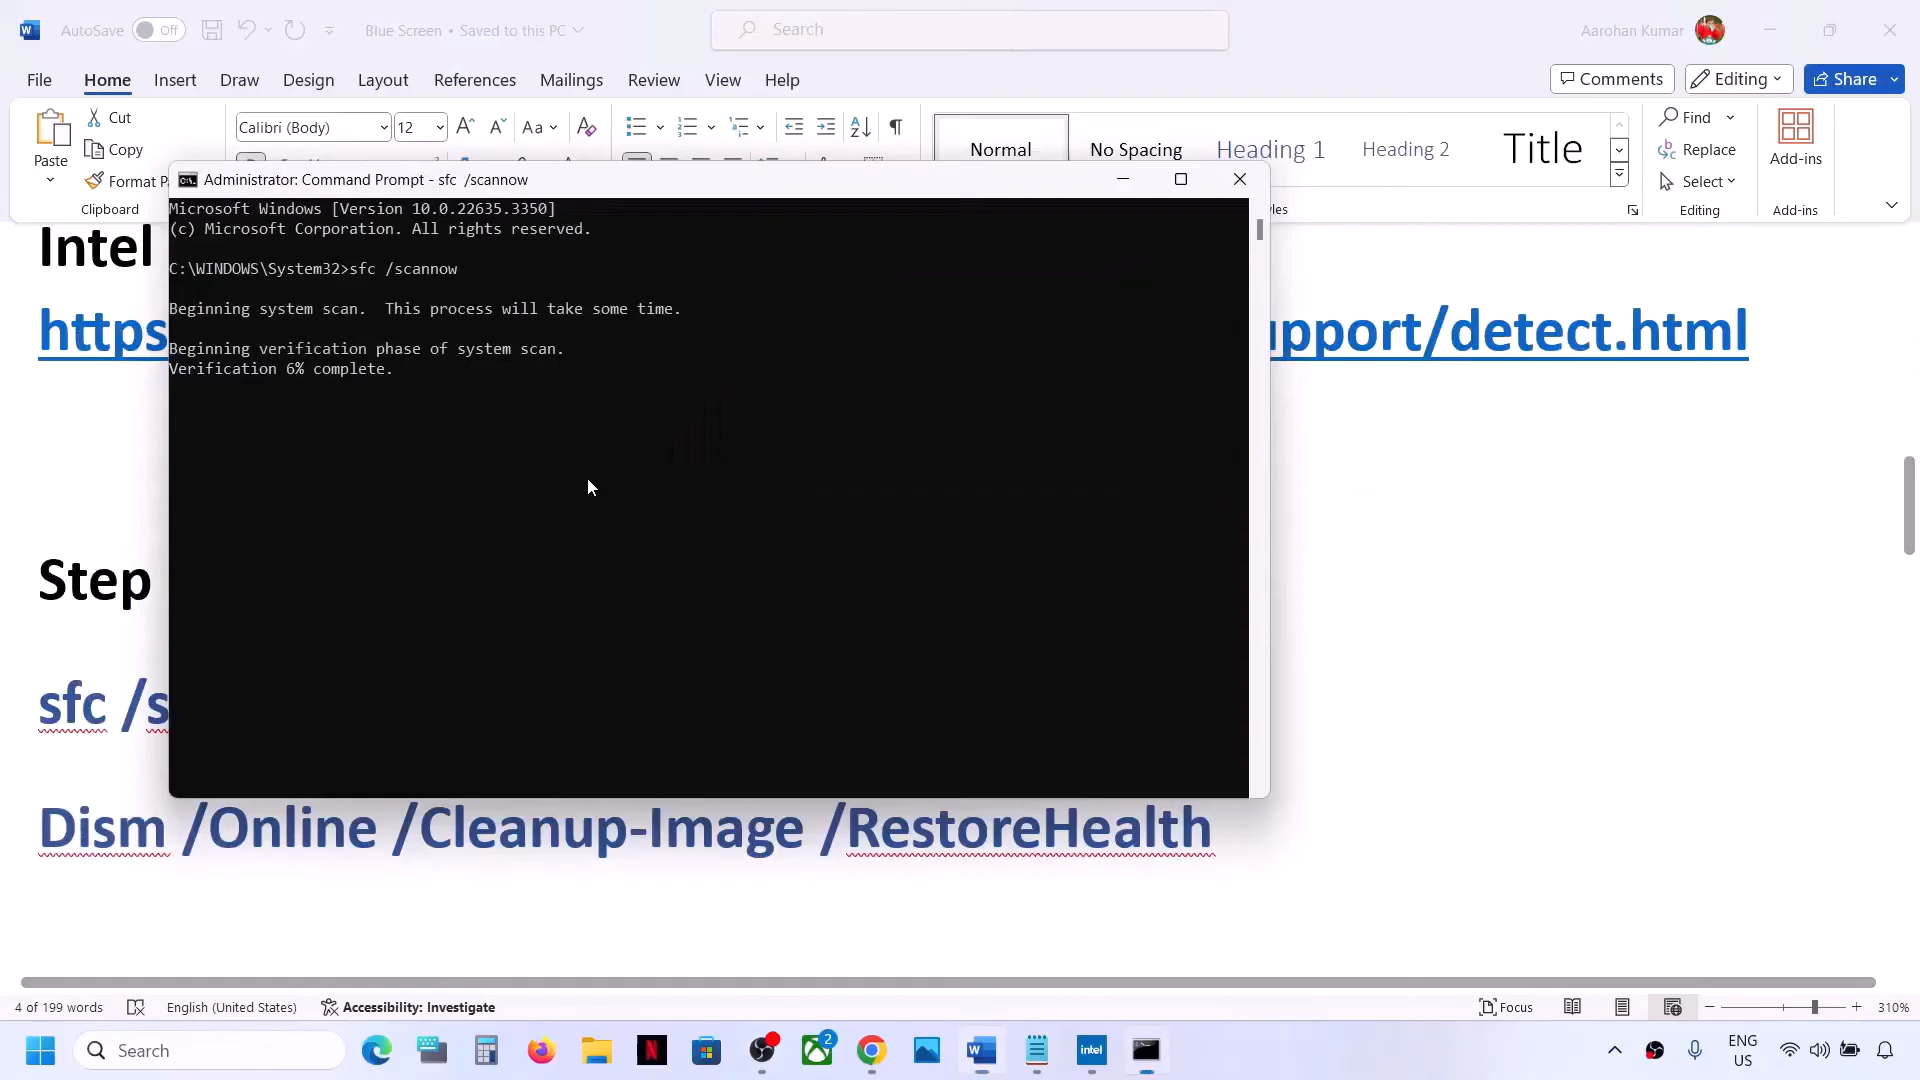 AutoSave Off Blue Screen • Saved to this PC Search Aarohan Kumar
File Home Insert Draw Design Layout References Mailings Review View Help Comments Editing Share
Paste Cut Copy Format P
Clipboard
Calibri (Body) 12 Aa
Normal No Spacing Heading 1 Heading 2 Title
les
Find
Replace
Select
Editing
Add-ins
Add-ins
Administrator: Command Prompt - sfc /scannow
Microsoft Windows [Version 10.0.22635.3350]
(c) Microsoft Corporation. All rights reserved.
C:\WINDOWS\System32>sfc /scannow
Beginning system scan. This process will take some time.
Beginning verification phase of system scan.
Verification 6% complete.
Intel
https upport/detect.html
Step
sfc /s
Dism /Online /Cleanup-Image /RestoreHealth
4 of 199 words English (United States) Accessibility: Investigate Focus 310%
Search intel 2 ENG
US